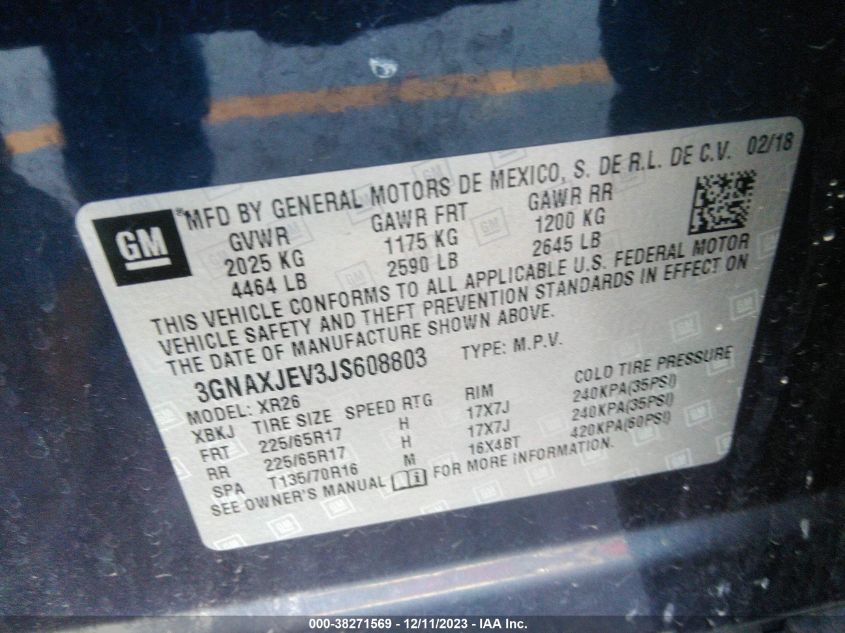 GM
MFD BY GENERAL MOTORS DE MEXICO, S. DE R.L. DE C.V. 02/18
GVWR GAWR FRT GAWR RR
2025 KG 1175 KG 1200 KG
4464 LB 2590 LB 2645 LB
THIS VEHICLE CONFORMS TO ALL APPLICABLE U.S. FEDERAL MOTOR
VEHICLE SAFETY AND THEFT PREVENTION STANDARDS IN EFFECT ON
THE DATE OF MANUFACTURE SHOWN ABOVE.
3GNAXJEV3JS608803 TYPE: M.P.V.
MODEL: XR26
XBKJ TIRE SIZE SPEED RTG RIM COLD TIRE PRESSURE
FRT 225/65R17 H 17X7J 240KPA(35PSI)
RR 225/65R17 H 17X7J 240KPA(35PSI)
SPA T135/70R16 M 16X4BT 420KPA(60PSI)
SEE OWNER'S MANUAL FOR MORE INFORMATION.
000-38271569 - 12/11/2023 - IAA Inc.